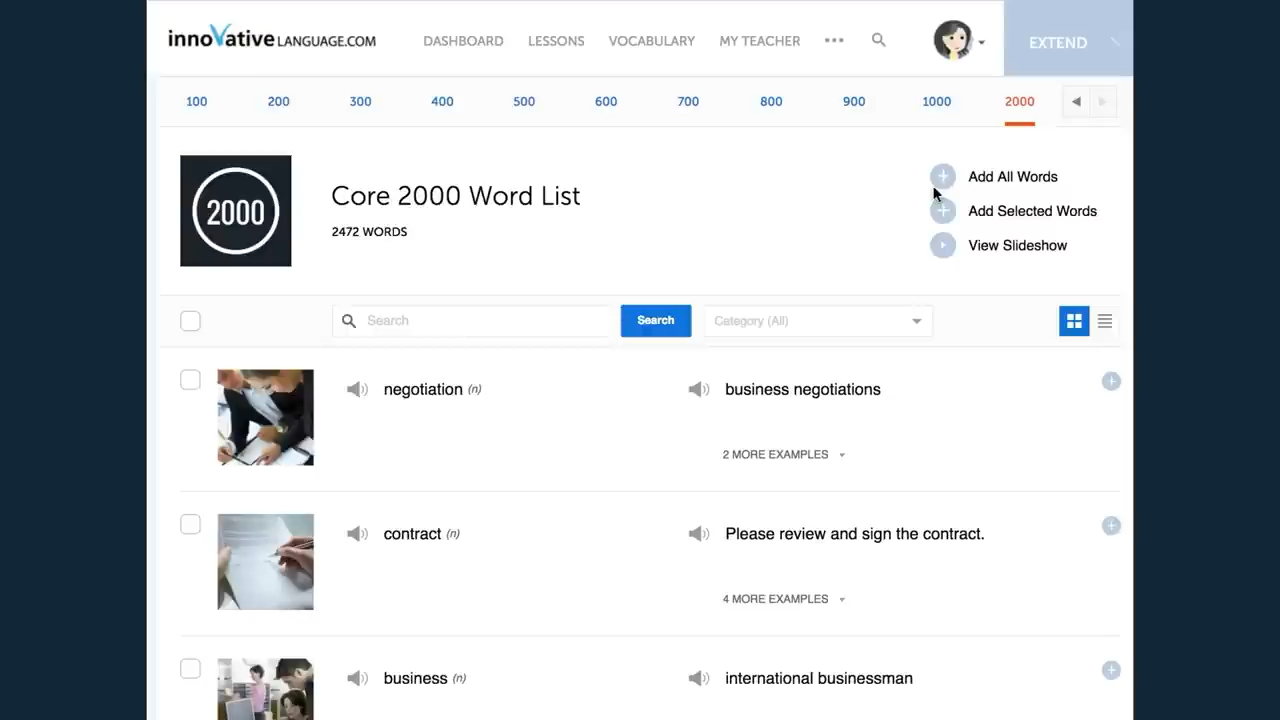 innoVative LANGUAGE.COM
DASHBOARD LESSONS VOCABULARY MY TEACHER ••• EXTEND
100 200 300 400 500 600 700 800 900 1000 2000
2000
Core 2000 Word List
2472 WORDS
Add All Words
Add Selected Words
View Slideshow
Search Search Category (All)
negotiation (n) business negotiations
2 MORE EXAMPLES
contract (n) Please review and sign the contract.
4 MORE EXAMPLES
business (n) international businessman